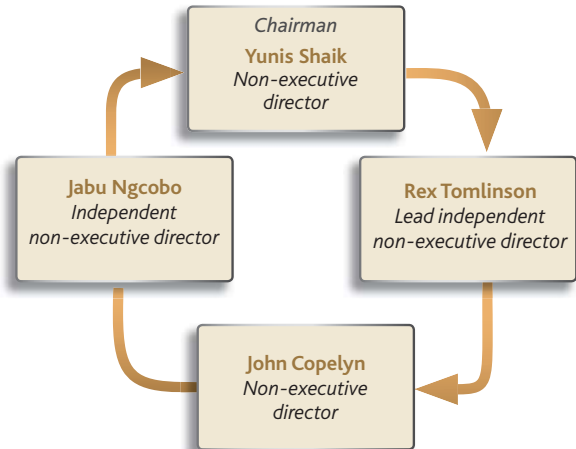 Chairman
Yunis Shaik
Non-executive
director
Jabu Ngcobo
Independent
non-executive director
Rex Tomlinson
Lead independent
non-executive director
John Copelyn
Non-executive
director